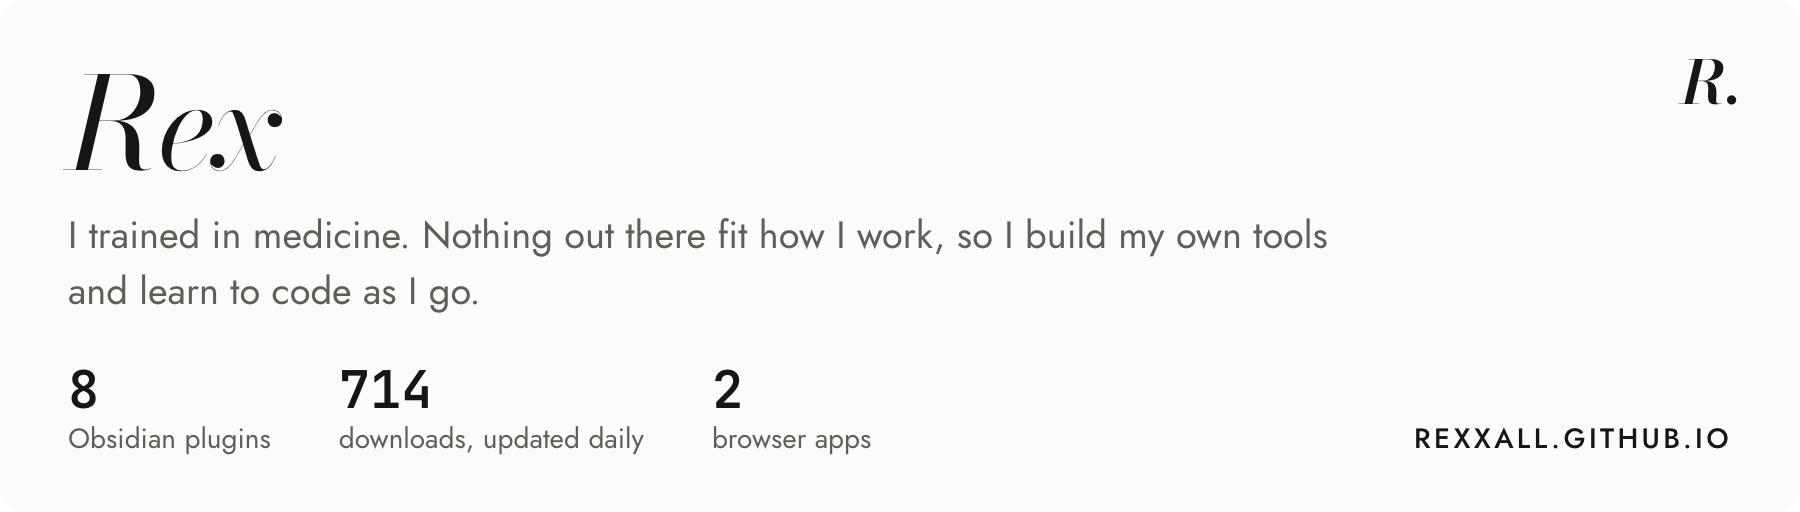 Rex
R.
I trained in medicine. Nothing out there fit how I work, so I build my own tools
and learn to code as I go.
8
Obsidian plugins
714
downloads, updated daily
2
browser apps
REXXALL.GITHUB.IO